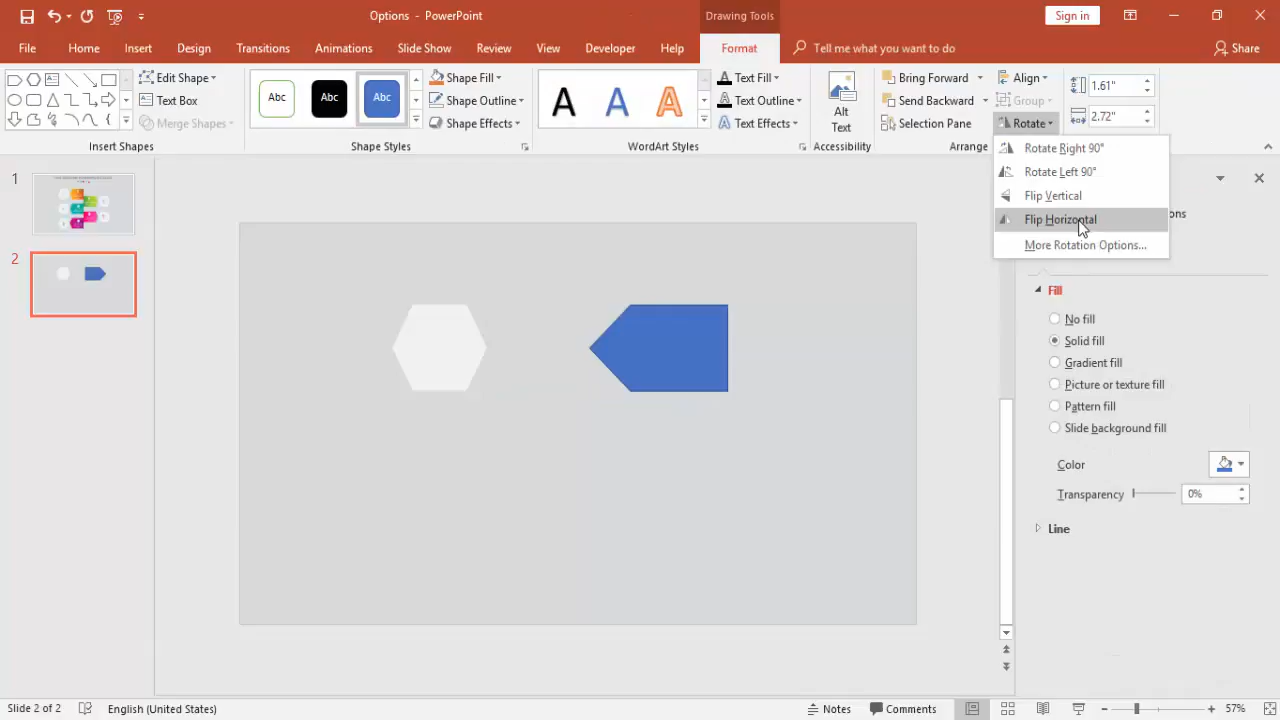 Options - PowerPoint
Drawing Tools
Sign in
File Home Insert Design Transitions Animations Slide Show Review View Developer Help Format Tell me what you want to do Share
Edit Shape
Text Box
Merge Shapes
Insert Shapes
Abc Abc Abc
Shape Fill
Shape Outline
Shape Effects
Shape Styles
A A A
Text Fill
Text Outline
Text Effects
WordArt Styles
Alt
Text
Accessibility
Bring Forward
Send Backward
Selection Pane
Align
Group
Rotate
Arrange
1.61"
2.72"
Rotate Right 90°
Rotate Left 90°
Flip Vertical
Flip Horizontal
More Rotation Options...
1
2
Fill
No fill
Solid fill
Gradient fill
Picture or texture fill
Pattern fill
Slide background fill
Color
Transparency 0%
Line
Slide 2 of 2 English (United States) Notes Comments 57%